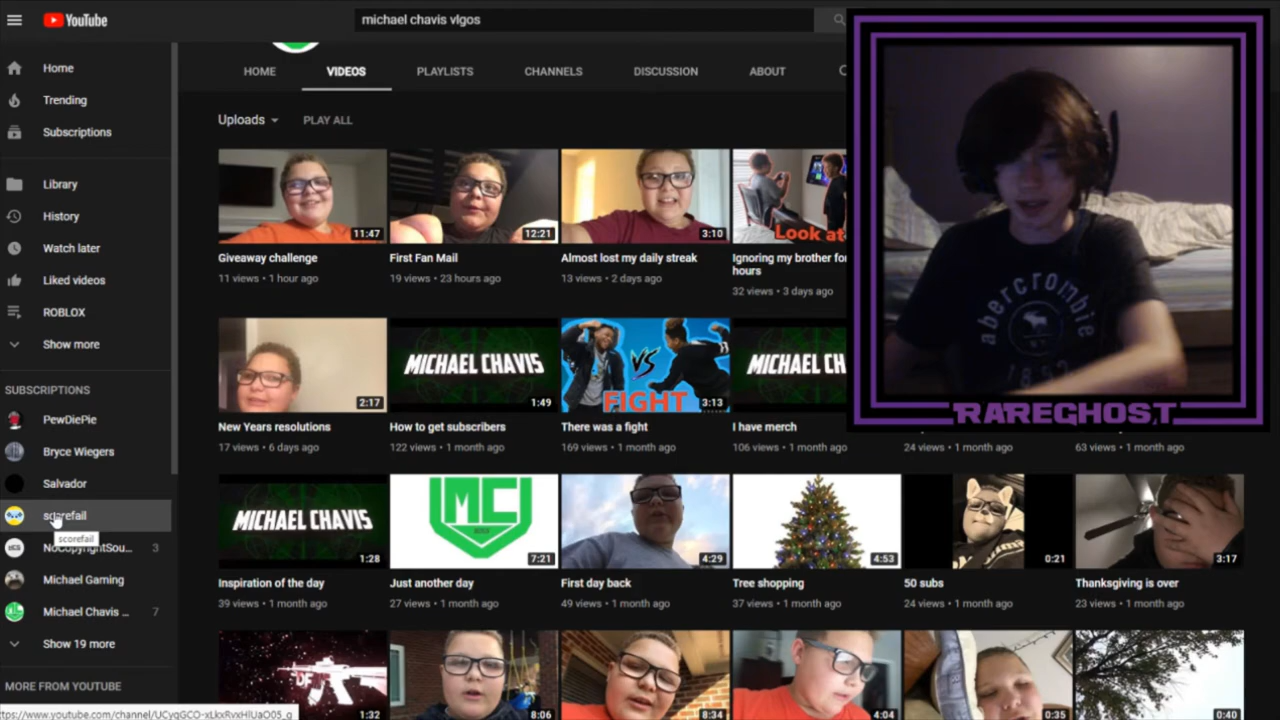 YouTube
michael chavis vlgos
HOME VIDEOS PLAYLISTS CHANNELS DISCUSSION ABOUT
Home
Trending
Subscriptions
Library
History
Watch later
Liked videos
ROBLOX
Show more
SUBSCRIPTIONS
PewDiePie
Bryce Wiegers
Salvador
scorefail
scorefail
NoCopyrightSou... 3
Michael Gaming
Michael Chavis ... 7
Show 19 more
MORE FROM YOUTUBE
Uploads PLAY ALL
11:47 12:21 3:10 Look at
Giveaway challenge First Fan Mail Almost lost my daily streak Ignoring my brother for
hours
11 views • 1 hour ago 19 views • 23 hours ago 13 views • 2 days ago 32 views • 3 days ago
2:17 MICHAEL CHAVIS 1:49 VS FIGHT 3:13 MICHAEL CHA
New Years resolutions How to get subscribers There was a fight I have merch
17 views • 6 days ago 122 views • 1 month ago 169 views • 1 month ago 106 views • 1 month ago 24 views • 1 month ago 63 views • 1 month ago
MICHAEL CHAVIS 1:28 MC 7:21 4:29 4:53 0:21 3:17
Inspiration of the day Just another day First day back Tree shopping 50 subs Thanksgiving is over
39 views • 1 month ago 27 views • 1 month ago 49 views • 1 month ago 37 views • 1 month ago 24 views • 1 month ago 23 views • 1 month ago
DF 1:32 8:06 8:34 4:04 0:35 0:40
abercrombie
1892
RAREGHOST